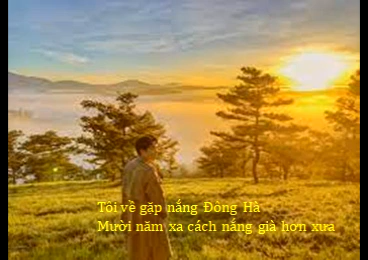 Tôi về gặp nắng Đông Hà
Mười năm xa cách nắng già hơn xưa